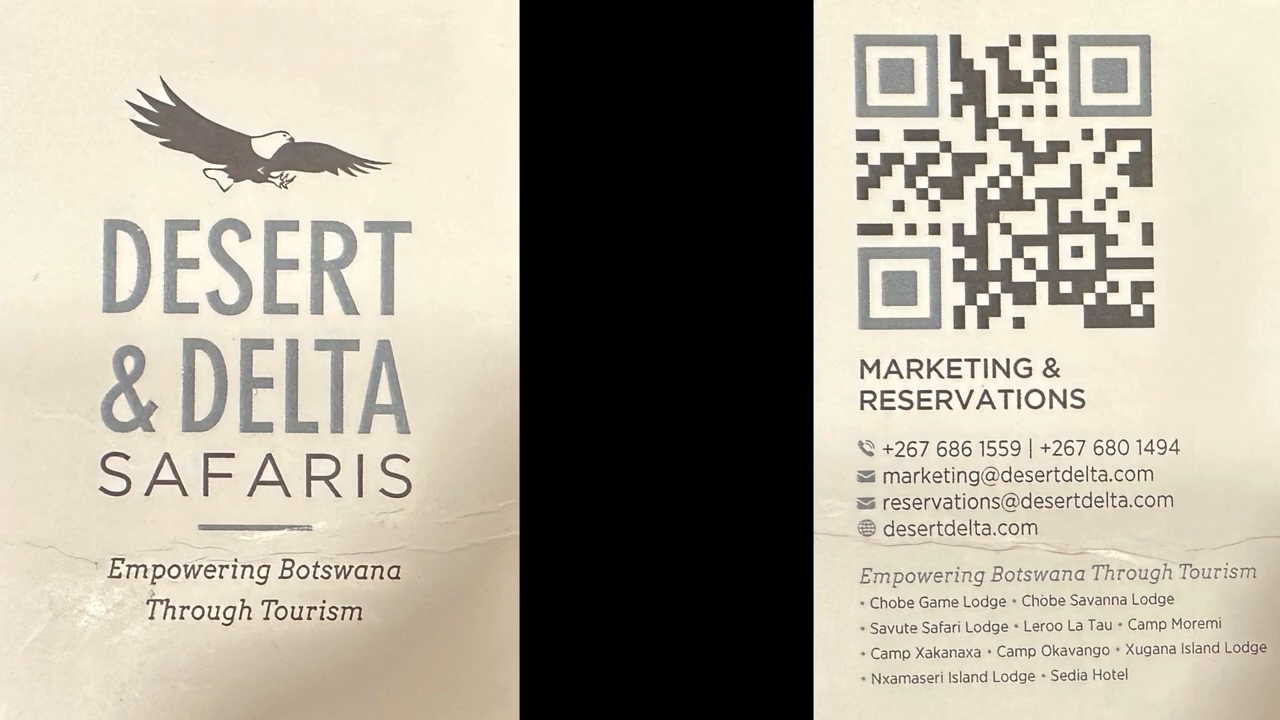 DESERT
& DELTA
SAFARIS
Empowering Botswana
Through Tourism
MARKETING &
RESERVATIONS
+267 686 1559 | +267 680 1494
marketing@desertdelta.com
reservations@desertdelta.com
desertdelta.com
Empowering Botswana Through Tourism
• Chobe Game Lodge • Chobe Savanna Lodge
• Savute Safari Lodge • Leroo La Tau • Camp Moremi
• Camp Xakanaxa • Camp Okavango • Xugana Island Lodge
• Nxamaseri Island Lodge • Sedia Hotel